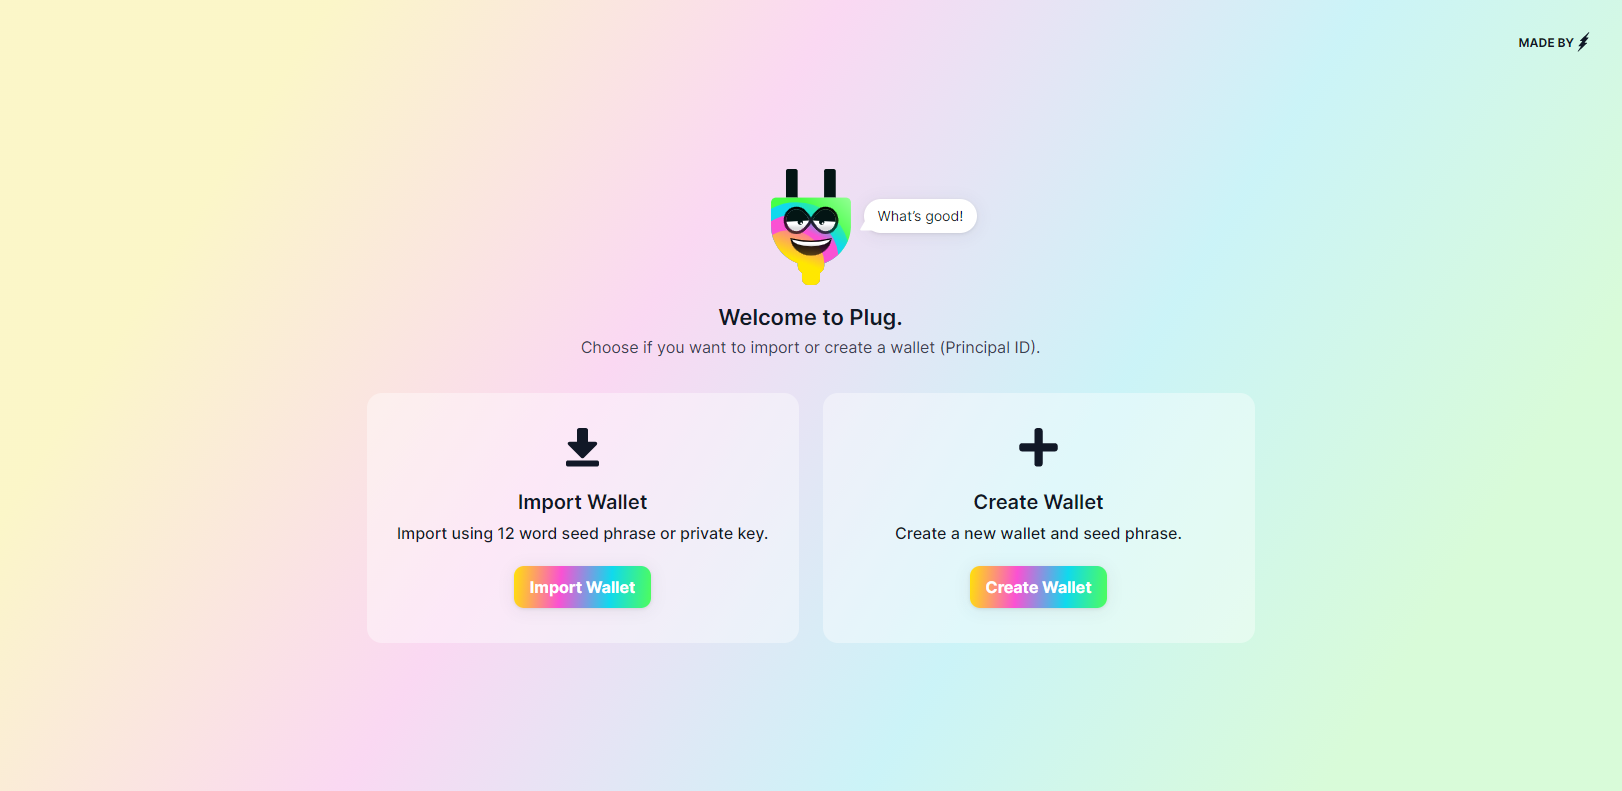 MADE BY
What’s good!
Welcome to Plug.
Choose if you want to import or create a wallet (Principal ID).
Import Wallet
Import using 12 word seed phrase or private key.
Import Wallet
Create Wallet
Create a new wallet and seed phrase.
Create Wallet